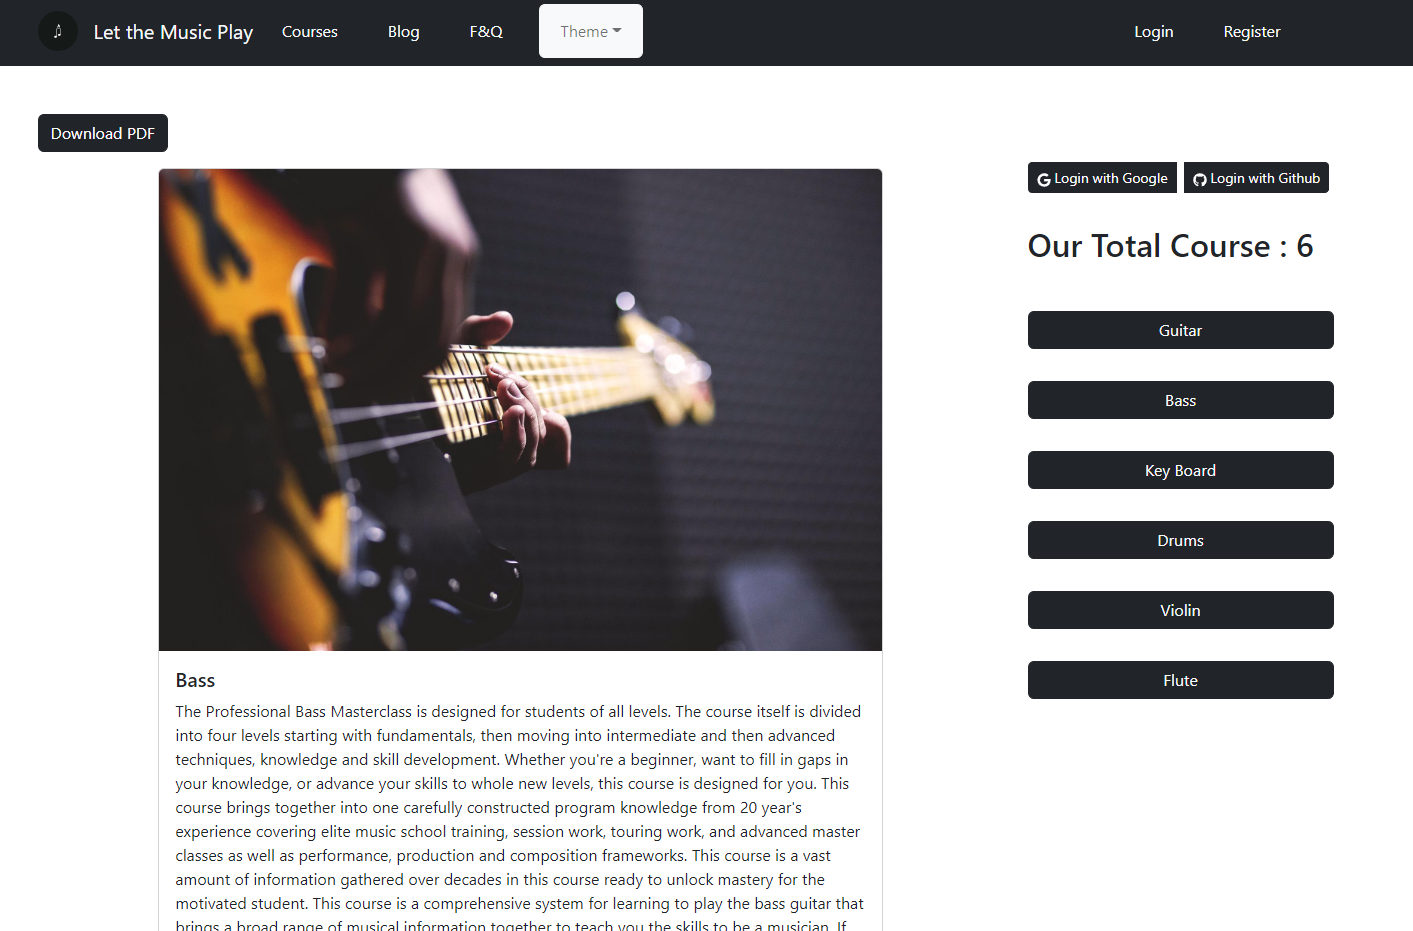 Let the Music Play
Courses
Blog
F&Q
Theme
Login
Register
Download PDF
Login with Google
Login with Github
Our Total Course : 6
Guitar
Bass
Key Board
Drums
Violin
Flute
Bass
The Professional Bass Masterclass is designed for students of all levels. The course itself is divided
into four levels starting with fundamentals, then moving into intermediate and then advanced
techniques, knowledge and skill development. Whether you're a beginner, want to fill in gaps in
your knowledge, or advance your skills to whole new levels, this course is designed for you. This
course brings together into one carefully constructed program knowledge from 20 year's
experience covering elite music school training, session work, touring work, and advanced master
classes as well as performance, production and composition frameworks. This course is a vast
amount of information gathered over decades in this course ready to unlock mastery for the
motivated student. This course is a comprehensive system for learning to play the bass guitar that
brings a broad range of musical information together to teach you the skills to be a musician. If